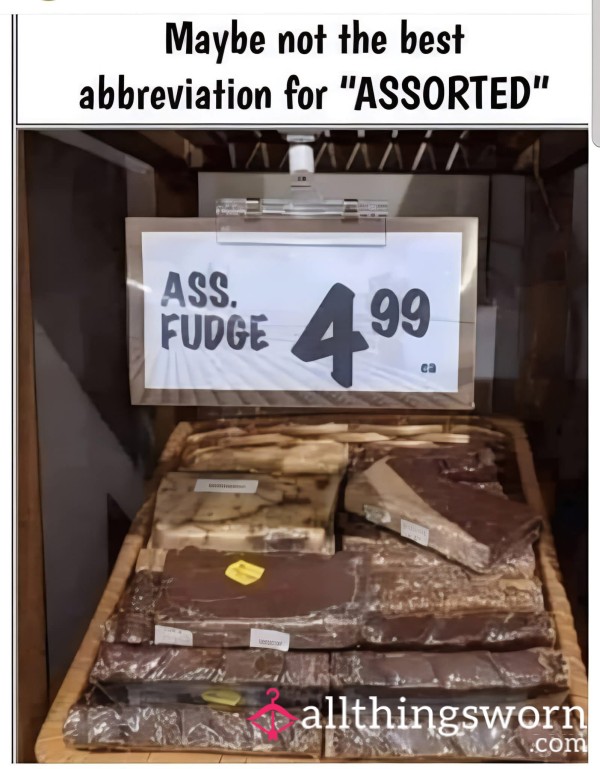 Maybe not the best
abbreviation for "ASSORTED"
ASS.
FUDGE
4 99
ea
allthingsworn
.com